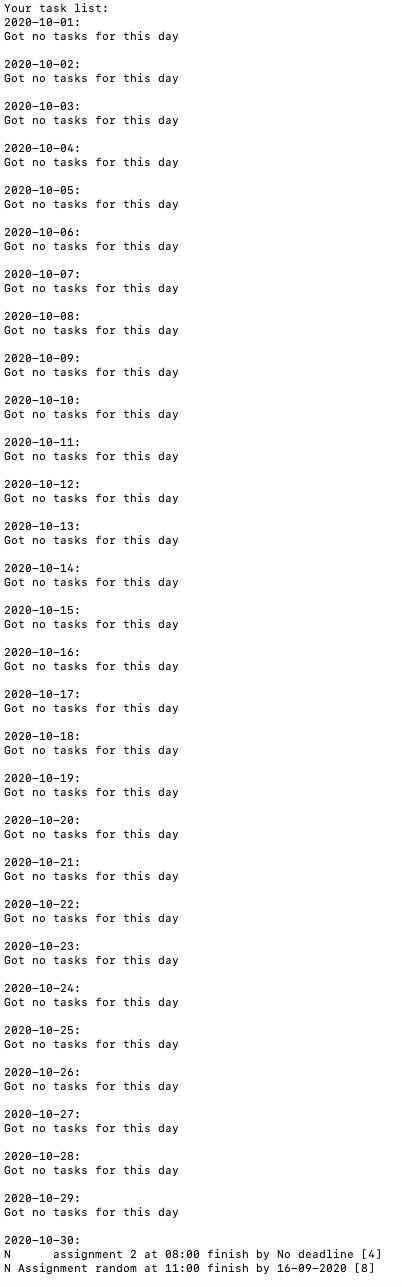 Your task list:
2020-10-01:
Got no tasks for this day
2020-10-02:
Got no tasks for this day
2020-10-03:
Got no tasks for this day
2020-10-04:
Got no tasks for this day
2020-10-05:
Got no tasks for this day
2020-10-06:
Got no tasks for this day
2020-10-07:
Got no tasks for this day
2020-10-08:
Got no tasks for this day
2020-10-09:
Got no tasks for this day
2020-10-10:
Got no tasks for this day
2020-10-11:
Got no tasks for this day
2020-10-12:
Got no tasks for this day
2020-10-13:
Got no tasks for this day
2020-10-14:
Got no tasks for this day
2020-10-15:
Got no tasks for this day
2020-10-16:
Got no tasks for this day
2020-10-17:
Got no tasks for this day
2020-10-18:
Got no tasks for this day
2020-10-19:
Got no tasks for this day
2020-10-20:
Got no tasks for this day
2020-10-21:
Got no tasks for this day
2020-10-22:
Got no tasks for this day
2020-10-23:
Got no tasks for this day
2020-10-24:
Got no tasks for this day
2020-10-25:
Got no tasks for this day
2020-10-26:
Got no tasks for this day
2020-10-27:
Got no tasks for this day
2020-10-28:
Got no tasks for this day
2020-10-29:
Got no tasks for this day
2020-10-30:
N      assignment 2 at 08:00 finish by No deadline [4]
N Assignment random at 11:00 finish by 16-09-2020 [8]